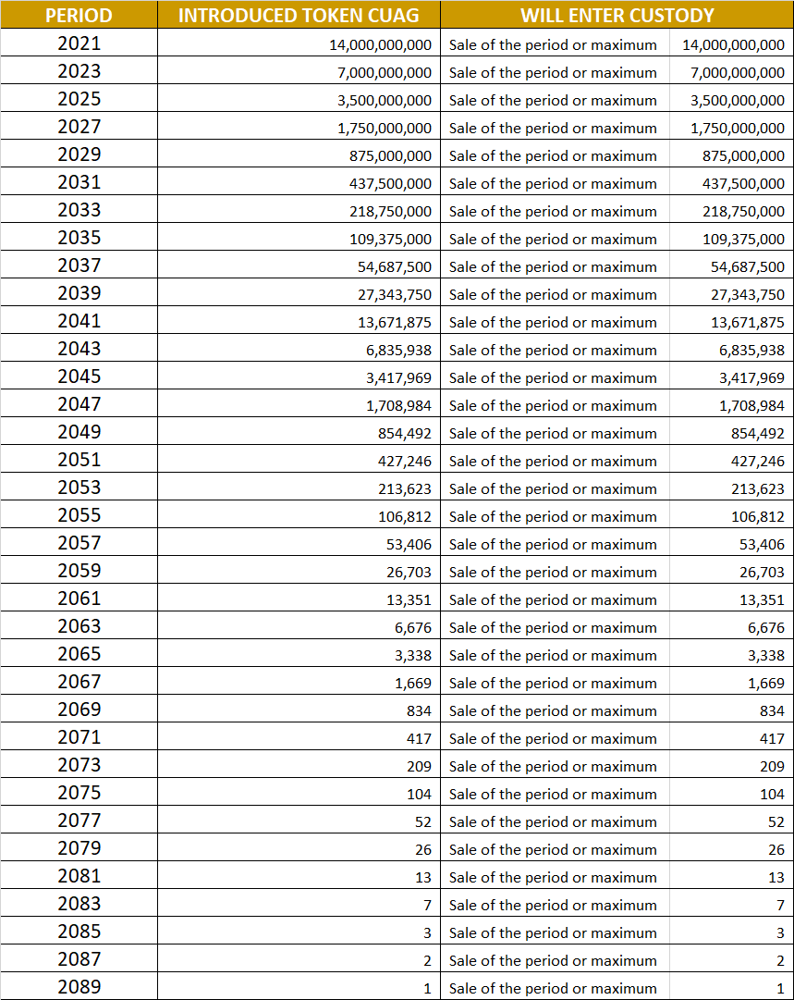 PERIOD INTRODUCED TOKEN CUAG WILL ENTER CUSTODY
2021 14,000,000,000 Sale of the period or maximum 14,000,000,000
2023 7,000,000,000 Sale of the period or maximum 7,000,000,000
2025 3,500,000,000 Sale of the period or maximum 3,500,000,000
2027 1,750,000,000 Sale of the period or maximum 1,750,000,000
2029 875,000,000 Sale of the period or maximum 875,000,000
2031 437,500,000 Sale of the period or maximum 437,500,000
2033 218,750,000 Sale of the period or maximum 218,750,000
2035 109,375,000 Sale of the period or maximum 109,375,000
2037 54,687,500 Sale of the period or maximum 54,687,500
2039 27,343,750 Sale of the period or maximum 27,343,750
2041 13,671,875 Sale of the period or maximum 13,671,875
2043 6,835,938 Sale of the period or maximum 6,835,938
2045 3,417,969 Sale of the period or maximum 3,417,969
2047 1,708,984 Sale of the period or maximum 1,708,984
2049 854,492 Sale of the period or maximum 854,492
2051 427,246 Sale of the period or maximum 427,246
2053 213,623 Sale of the period or maximum 213,623
2055 106,812 Sale of the period or maximum 106,812
2057 53,406 Sale of the period or maximum 53,406
2059 26,703 Sale of the period or maximum 26,703
2061 13,351 Sale of the period or maximum 13,351
2063 6,676 Sale of the period or maximum 6,676
2065 3,338 Sale of the period or maximum 3,338
2067 1,669 Sale of the period or maximum 1,669
2069 834 Sale of the period or maximum 834
2071 417 Sale of the period or maximum 417
2073 209 Sale of the period or maximum 209
2075 104 Sale of the period or maximum 104
2077 52 Sale of the period or maximum 52
2079 26 Sale of the period or maximum 26
2081 13 Sale of the period or maximum 13
2083 7 Sale of the period or maximum 7
2085 3 Sale of the period or maximum 3
2087 2 Sale of the period or maximum 2
2089 1 Sale of the period or maximum 1